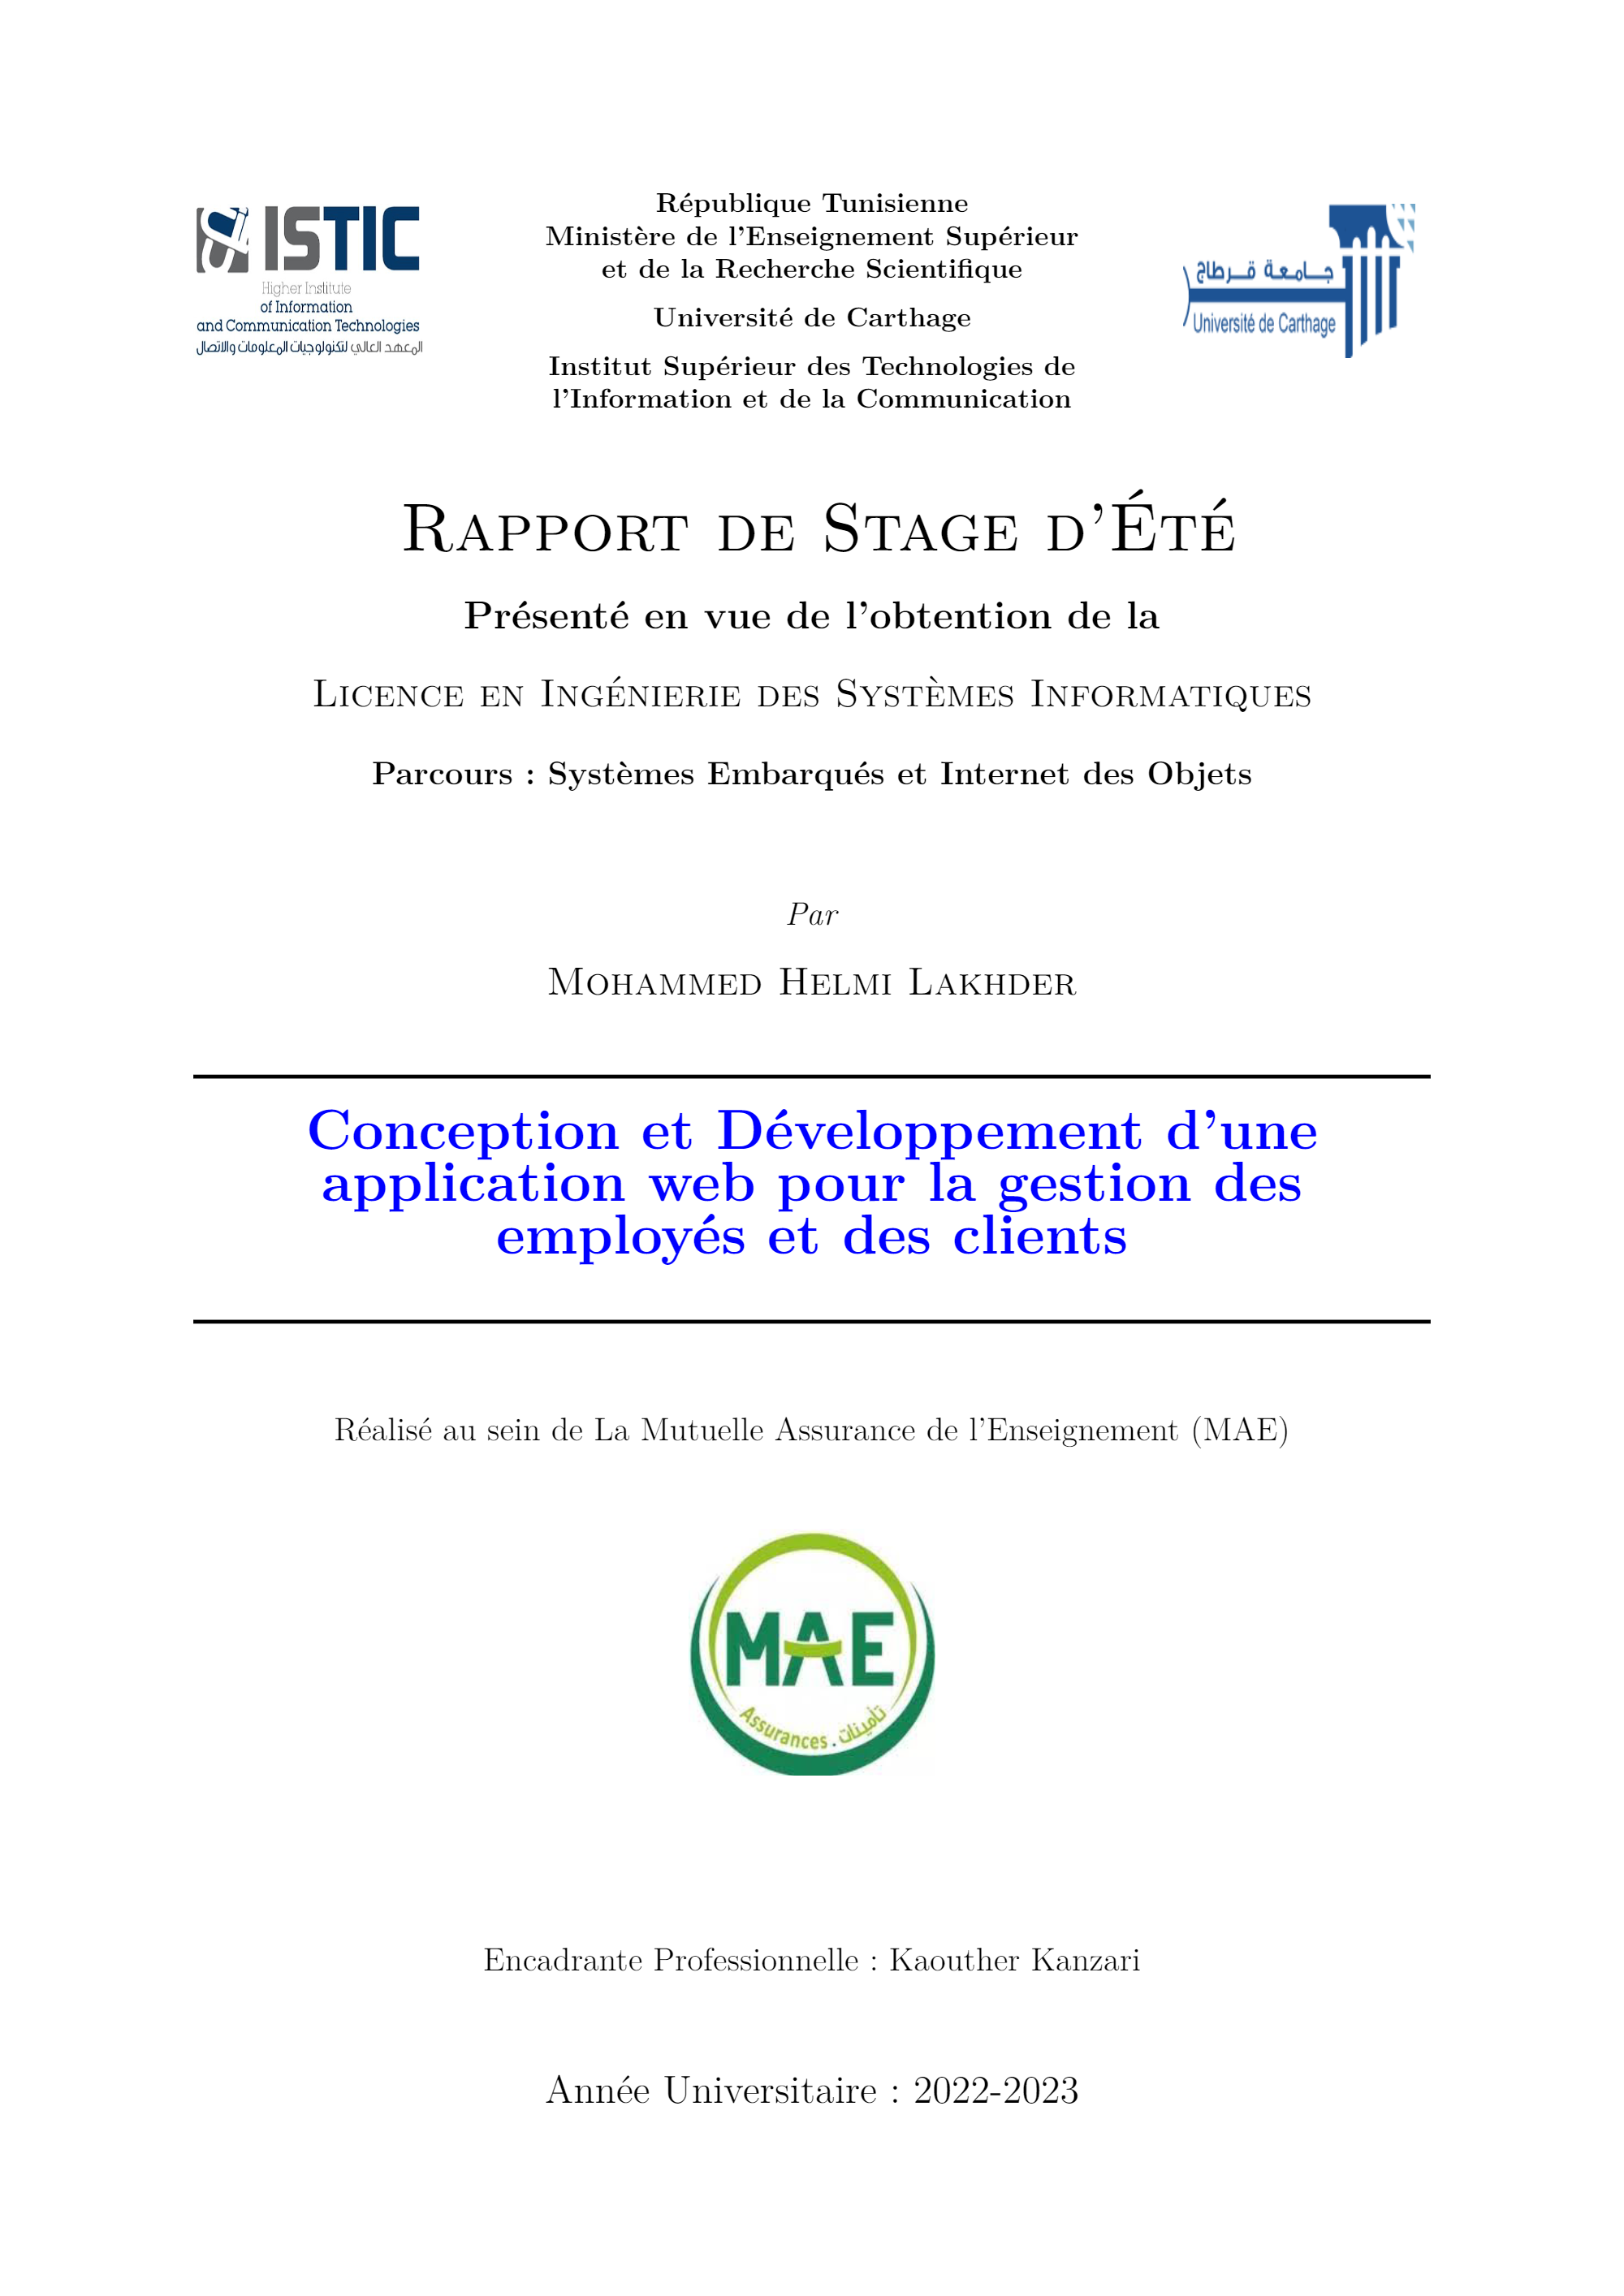 ISTIC
Higher Institute
of Information
and Communication Technologies
المعهد العالي لتكنولوجيات المعلومات والاتصال
République Tunisienne
Ministère de l'Enseignement Supérieur
et de la Recherche Scientifique
Université de Carthage
Institut Supérieur des Technologies de
l'Information et de la Communication
جامعة قرطاج
Université de Carthage
Rapport de Stage d'Été
Présenté en vue de l'obtention de la
Licence en Ingénierie des Systèmes Informatiques
Parcours : Systèmes Embarqués et Internet des Objets
Par
Mohammed Helmi Lakhder
Conception et Développement d'une
application web pour la gestion des
employés et des clients
Réalisé au sein de La Mutuelle Assurance de l'Enseignement (MAE)
MAE
Assurances . تأمينات
Encadrante Professionnelle : Kaouther Kanzari
Année Universitaire : 2022-2023